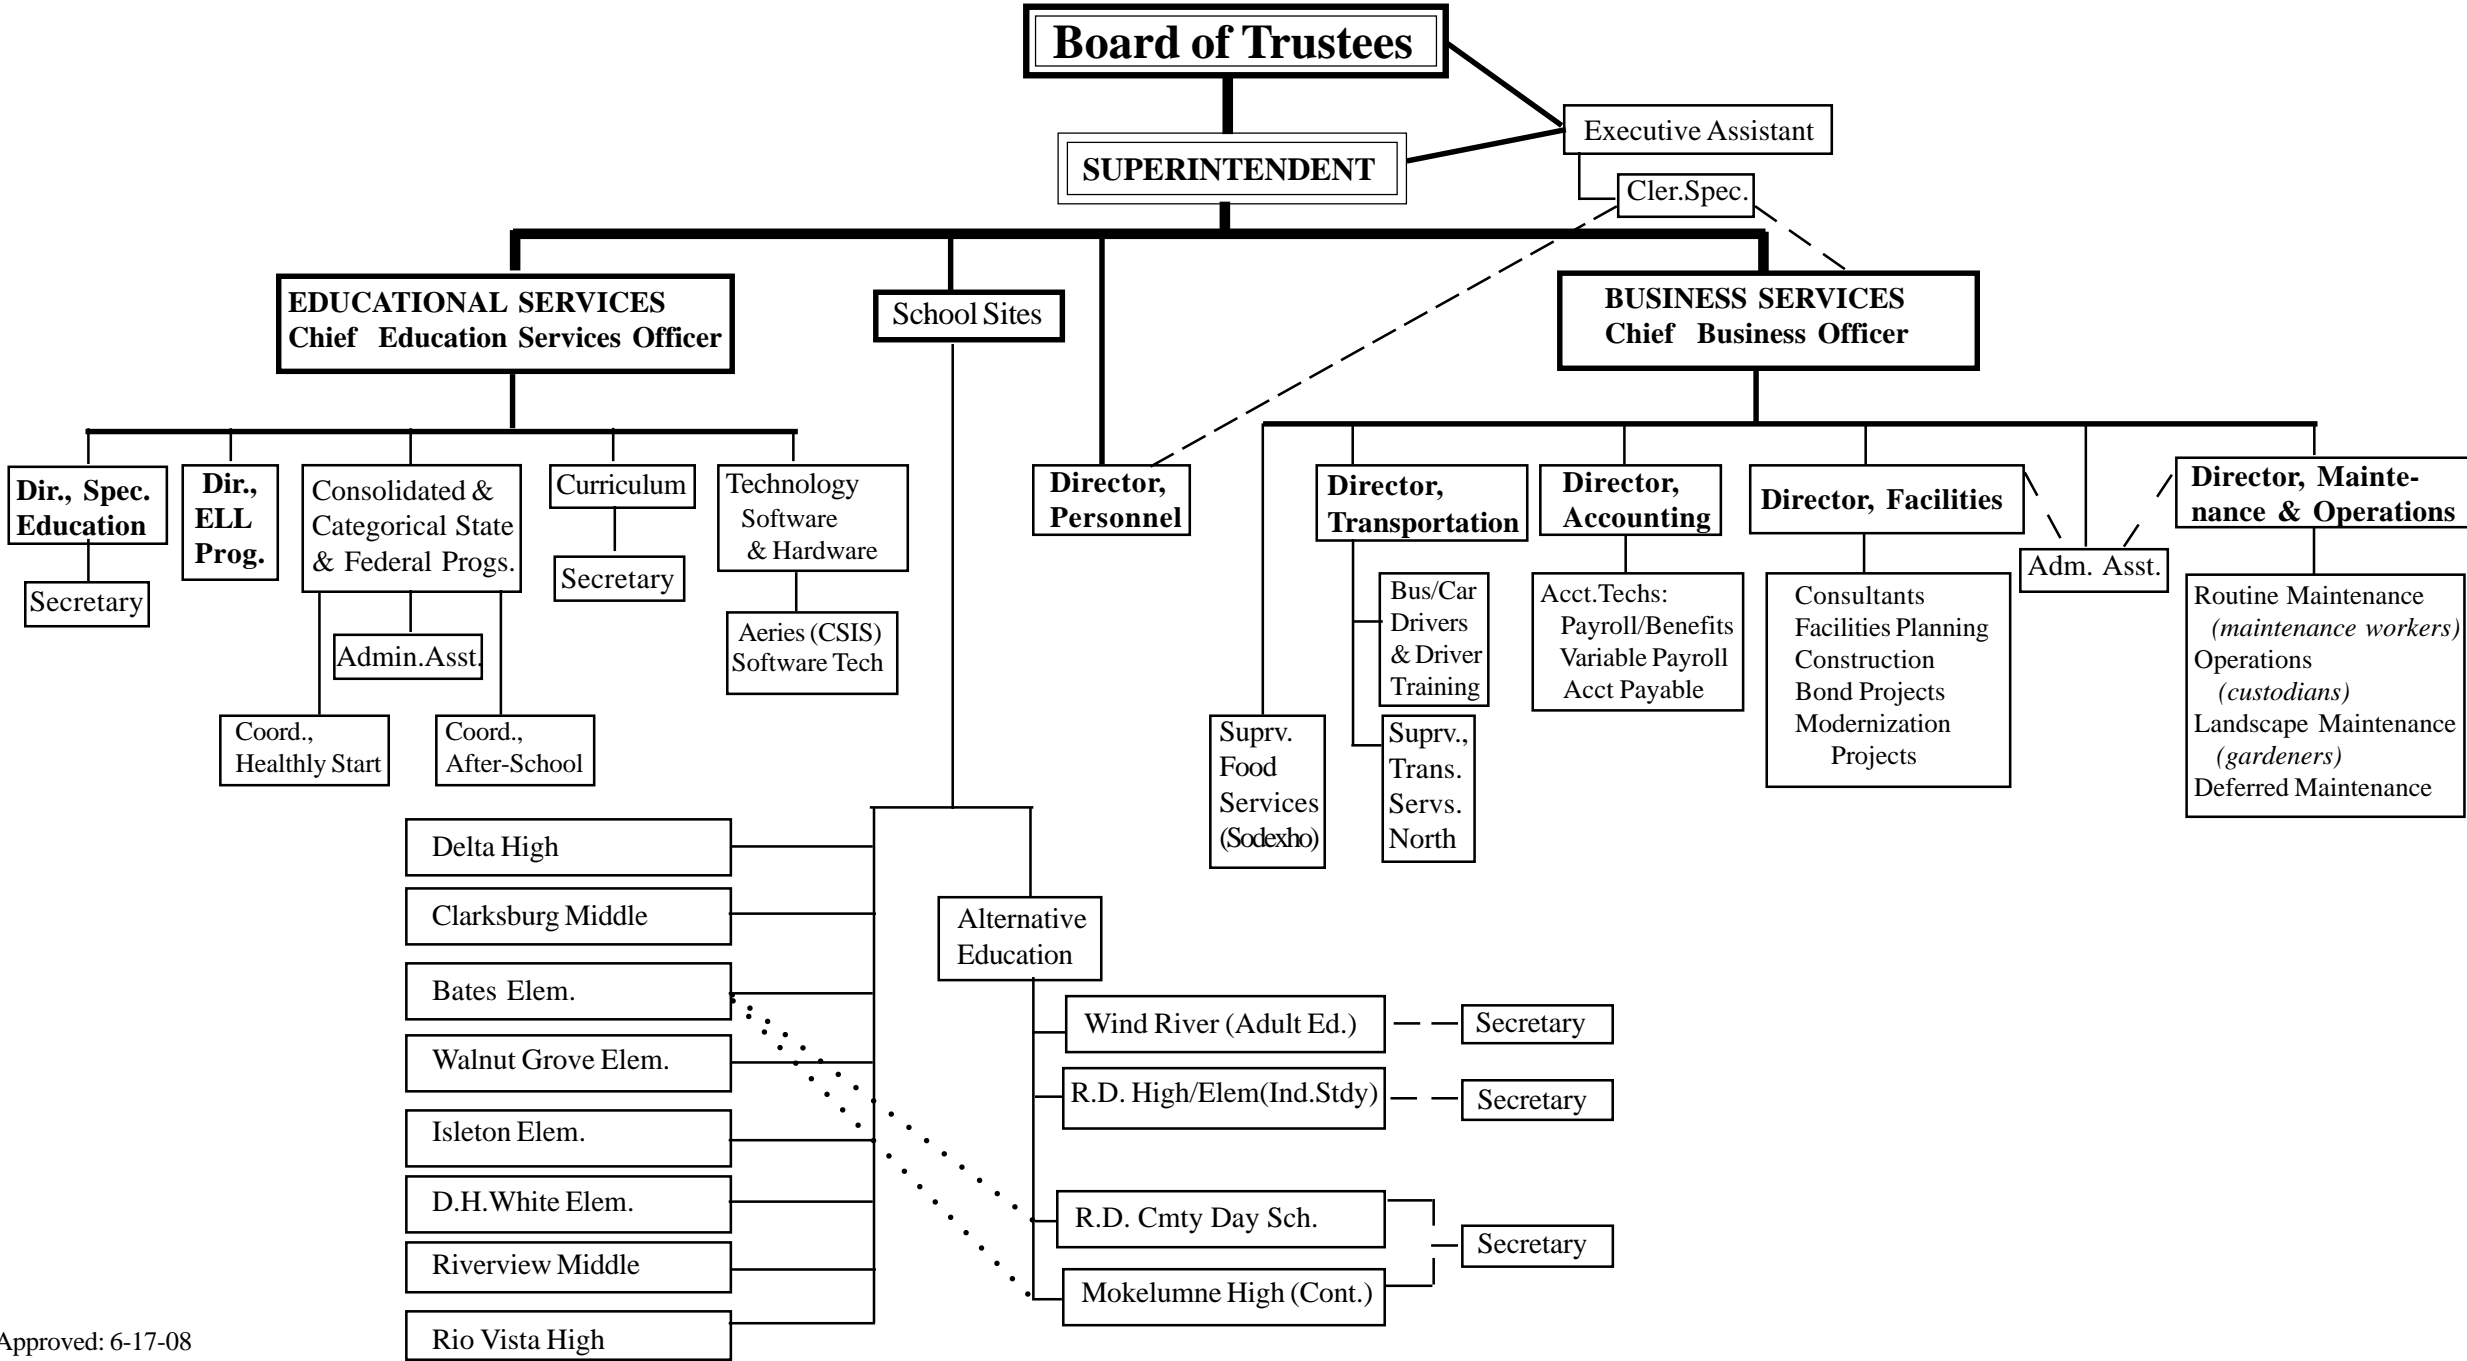 Board of Trustees
Executive Assistant
SUPERINTENDENT
Cler.Spec.
EDUCATIONAL SERVICES
Chief Education Services Officer
School Sites
BUSINESS SERVICES
Chief Business Officer
Dir., Spec.
Education
Secretary
Dir.,
ELL
Prog.
Consolidated &
Categorical State
& Federal Progs.
Admin.Asst.
Coord.,
Healthly Start
Coord.,
After-School
Curriculum
Secretary
Technology
Software
& Hardware
Aeries (CSIS)
Software Tech
Director,
Personnel
Suprv.
Food
Services
(Sodexho)
Director,
Transportation
Bus/Car
Drivers
& Driver
Training
Suprv.,
Trans.
Servs.
North
Director,
Accounting
Acct.Techs:
Payroll/Benefits
Variable Payroll
Acct Payable
Director, Facilities
Consultants
Facilities Planning
Construction
Bond Projects
Modernization
Projects
Adm. Asst.
Director, Mainte-
nance & Operations
Routine Maintenance
(maintenance workers)
Operations
(custodians)
Landscape Maintenance
(gardeners)
Deferred Maintenance
Delta High
Clarksburg Middle
Bates Elem.
Walnut Grove Elem.
Isleton Elem.
D.H.White Elem.
Riverview Middle
Rio Vista High
Alternative
Education
Wind River (Adult Ed.)
Secretary
R.D. High/Elem(Ind.Stdy)
Secretary
R.D. Cmty Day Sch.
Mokelumne High (Cont.)
Secretary
Approved: 6-17-08